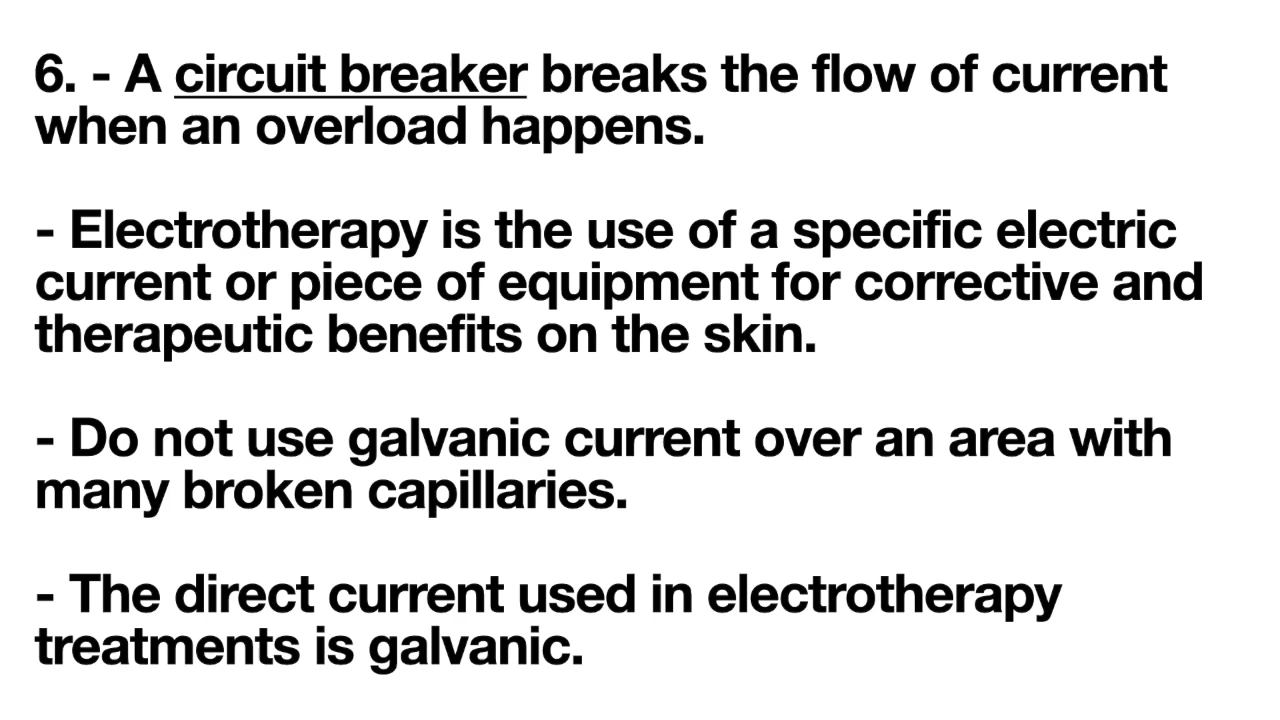 6. - A circuit breaker breaks the flow of current
when an overload happens.
- Electrotherapy is the use of a specific electric
current or piece of equipment for corrective and
therapeutic benefits on the skin.
- Do not use galvanic current over an area with
many broken capillaries.
- The direct current used in electrotherapy
treatments is galvanic.